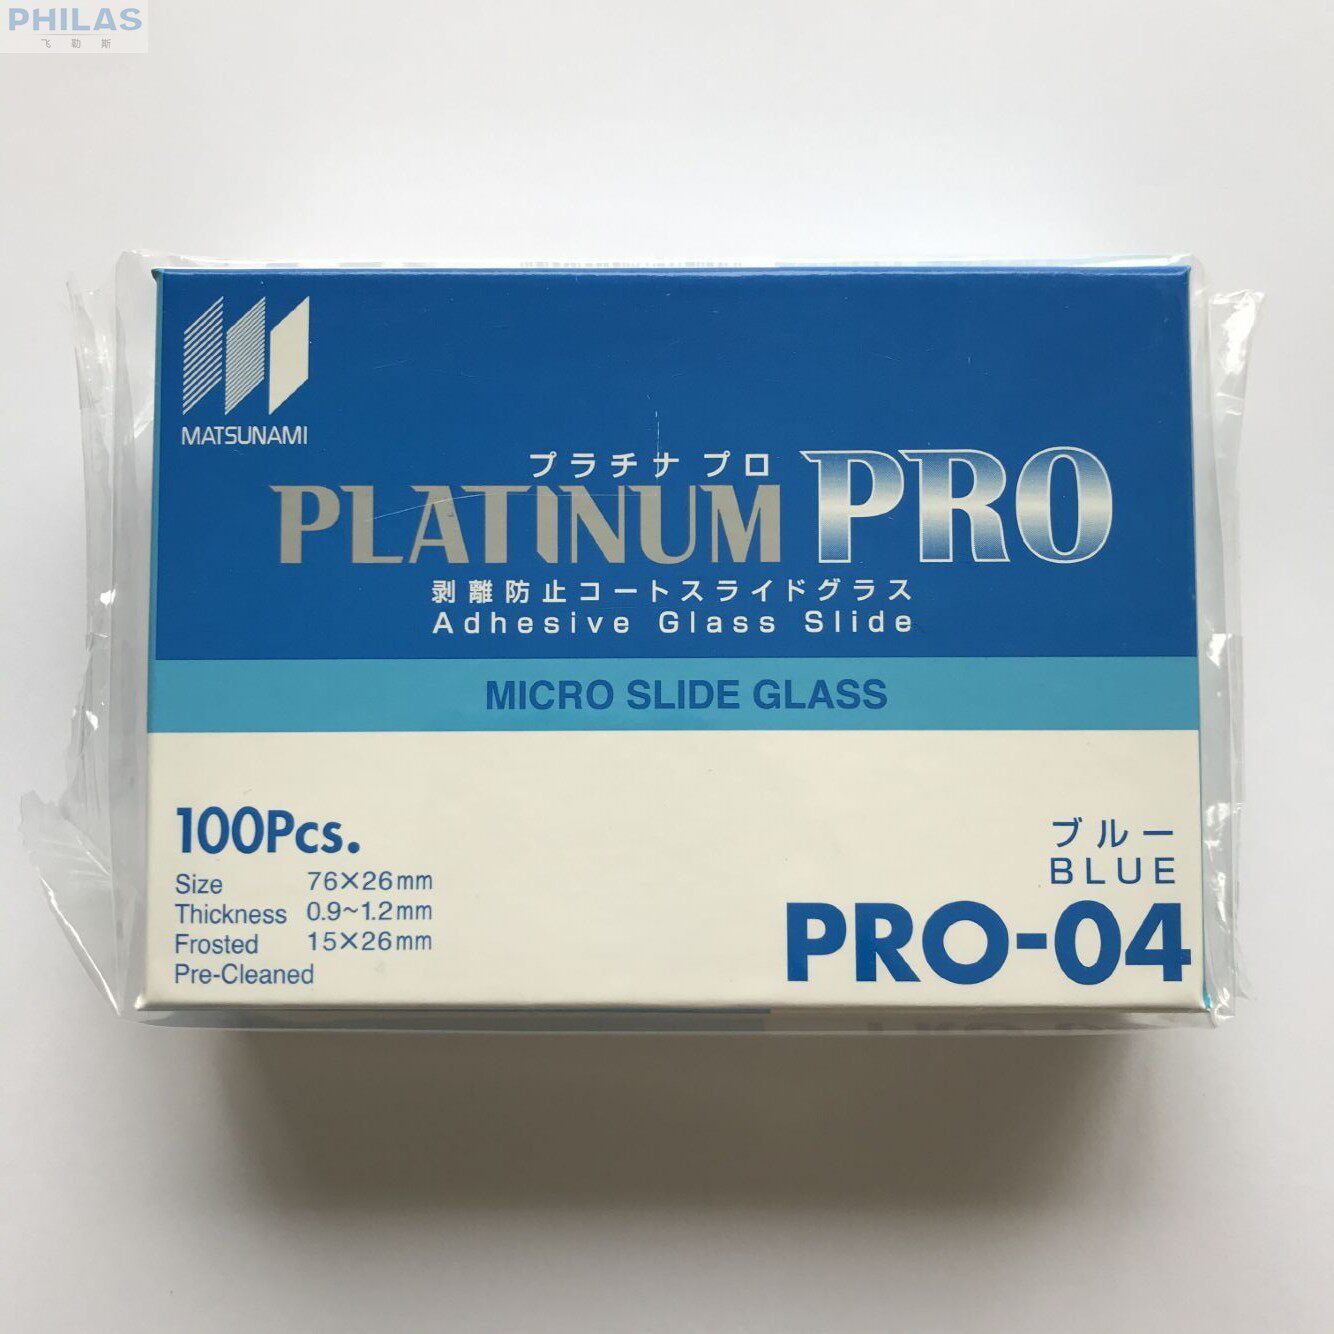 PHILAS
飞勒斯
MATSUNAMI
プラチナ プロ
PLATINUM PRO
剥離防止コートスライドグラス
Adhesive Glass Slide
MICRO SLIDE GLASS
100Pcs.
Size 76×26mm
Thickness 0.9~1.2mm
Frosted 15×26mm
Pre-Cleaned
ブルー
BLUE
PRO-04